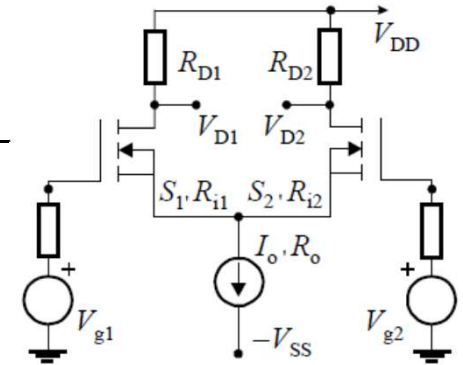 V_DD
R_D1 R_D2
V_D1 V_D2
S_1, R_i1 S_2, R_i2
I_o, R_o
V_g1 V_g2
+ +
−V_SS